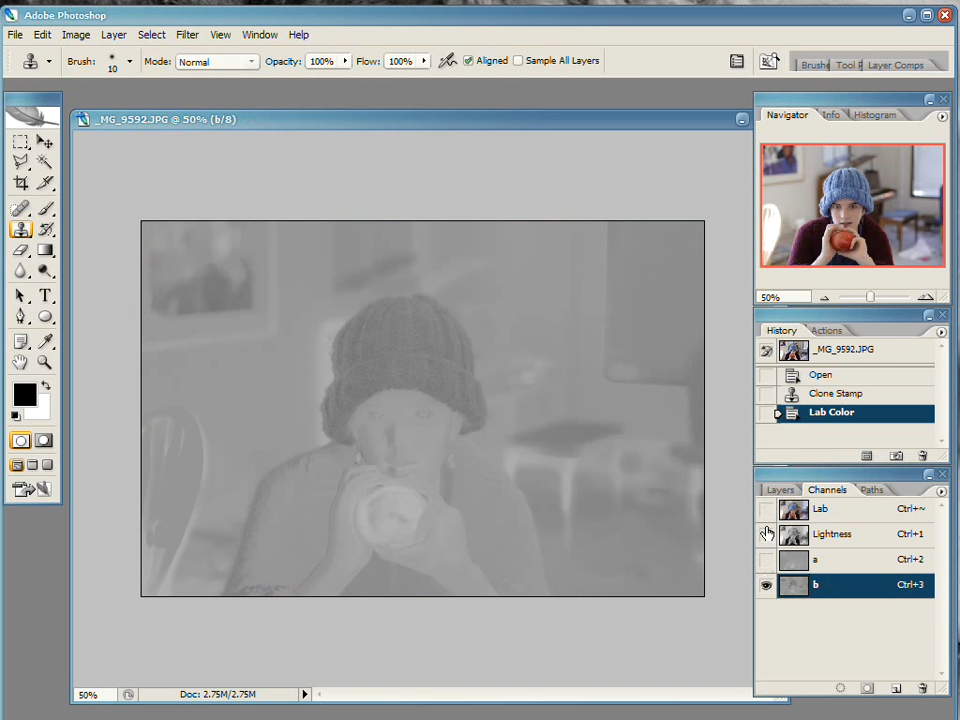 Adobe Photoshop
File Edit Image Layer Select Filter View Window Help
Brush: 10 Mode: Normal Opacity: 100% Flow: 100% Aligned Sample All Layers
Brushe Tool P Layer Comps
_MG_9592.JPG @ 50% (b/8)
Navigator Info Histogram
50%
History Actions
_MG_9592.JPG
Open
Clone Stamp
Lab Color
Layers Channels Paths
Lab Ctrl+~
Lightness Ctrl+1
a Ctrl+2
b Ctrl+3
T
50% Doc: 2.75M/2.75M